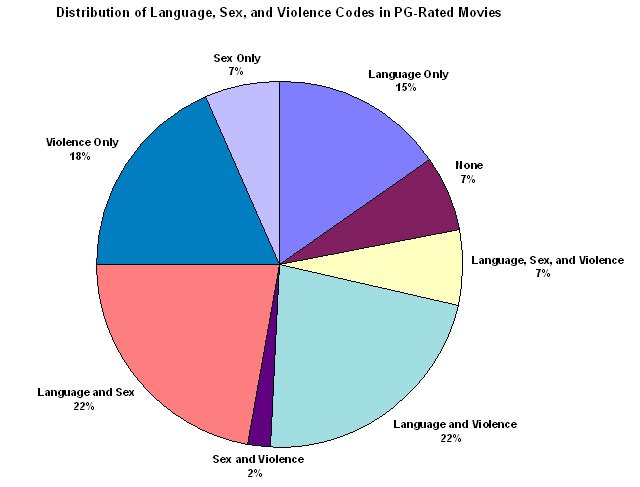 Distribution of Language, Sex, and Violence Codes in PG-Rated Movies
Sex Only
7%
Language Only
15%
Violence Only
18%
None
7%
Language, Sex, and Violence
7%
Language and Sex
22%
Language and Violence
22%
Sex and Violence
2%